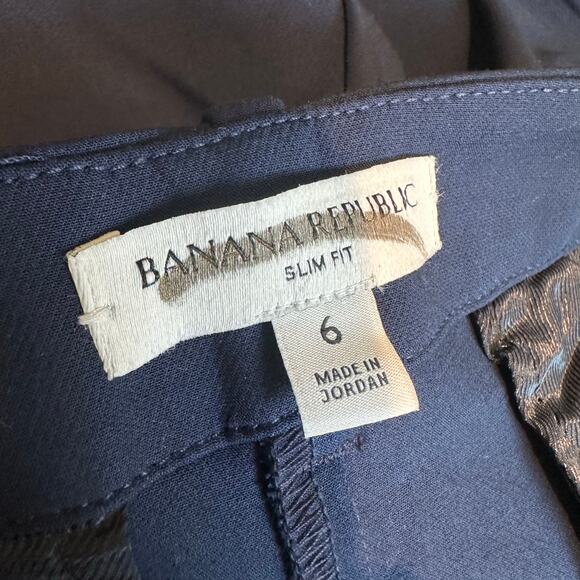 BANANA REPUBLIC
SLIM FIT
6
MADE IN
JORDAN